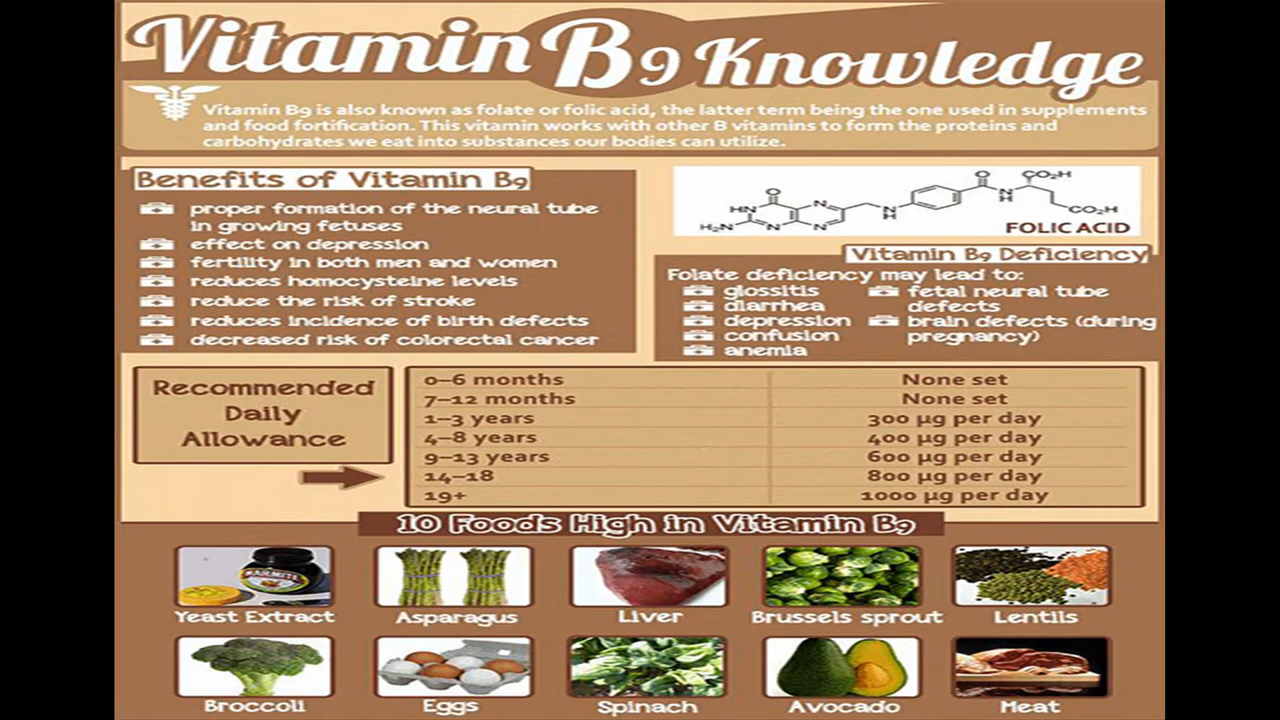 Vitamin B9 Knowledge
Vitamin B9 is also known as folate or folic acid, the latter term being the one used in supplements
and food fortification. This vitamin works with other B vitamins to form the proteins and
carbohydrates we eat into substances our bodies can utilize.
Benefits of Vitamin B9
proper formation of the neural tube
in growing fetuses
effect on depression
fertility in both men and women
reduces homocysteine levels
reduce the risk of stroke
reduces incidence of birth defects
decreased risk of colorectal cancer
O
CO₂H
HN
N
O
N
H
CO₂H
N
H
H₂N
N
N
FOLIC ACID
Vitamin B9 Deficiency
Folate deficiency may lead to:
glossitis
diarrhea
depression
confusion
anemia
fetal neural tube
defects
brain defects (during
pregnancy)
Recommended
Daily
Allowance
0–6 months None set
7–12 months None set
1–3 years 300 µg per day
4–8 years 400 µg per day
9–13 years 600 µg per day
14–18 800 µg per day
19+ 1000 µg per day
10 Foods High in Vitamin B9
MARMITE
Yeast Extract Asparagus Liver Brussels sprout Lentils
Broccoli Eggs Spinach Avocado Meat